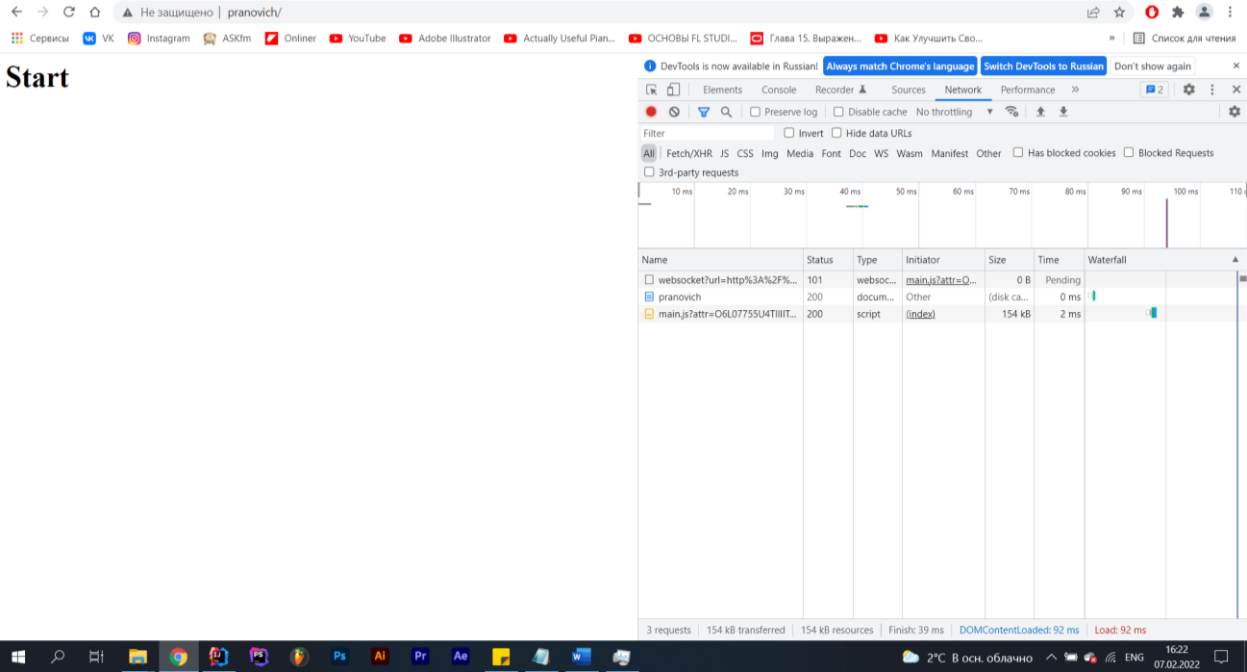 Не защищено | pranovich/
Сервисы VK Instagram ASKfm Onliner YouTube Adobe Illustrator Actually Useful Pian... ОСНОВЫ FL STUDI... Глава 15. Выражен... Как Улучшить Сво... » Список для чтения
Start
DevTools is now available in Russian! Always match Chrome's language Switch DevTools to Russian Don't show again
Elements Console Recorder Sources Network Performance » 2
Preserve log Disable cache No throttling
Filter Invert Hide data URLs
All Fetch/XHR JS CSS Img Media Font Doc WS Wasm Manifest Other Has blocked cookies Blocked Requests
3rd-party requests
10 ms 20 ms 30 ms 40 ms 50 ms 60 ms 70 ms 80 ms 90 ms 100 ms 110
Name Status Type Initiator Size Time Waterfall
websocket?url=http%3A%2F%... 101 websoc... main.js?attr=O... 0 B Pending
pranovich 200 docum... Other (disk ca... 0 ms
200 script (index) 154 kB 2 ms
3 requests 154 kB transferred 154 kB resources Finish: 39 ms DOMContentLoaded: 92 ms Load: 92 ms
Ps Ai Pr Ae 2°C В осн. облачно ENG 16:22
07.02.2022